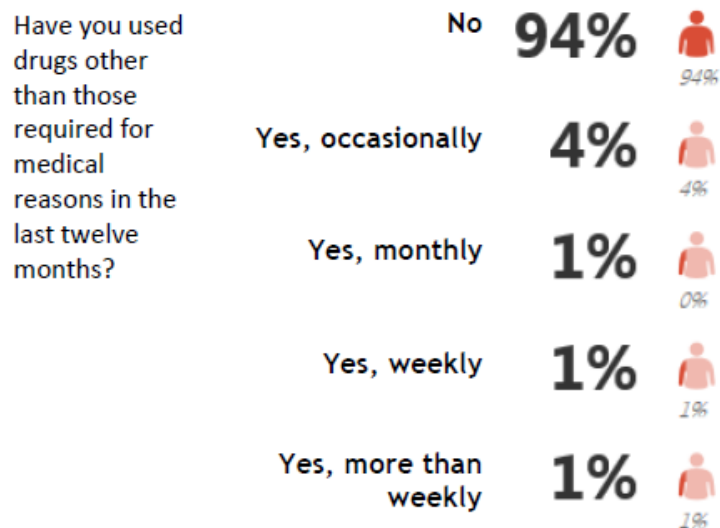 Have you used
drugs other
than those
required for
medical
reasons in the
last twelve
months?
No 94%
94%
Yes, occasionally 4%
4%
Yes, monthly 1%
0%
Yes, weekly 1%
1%
Yes, more than
weekly 1%
1%